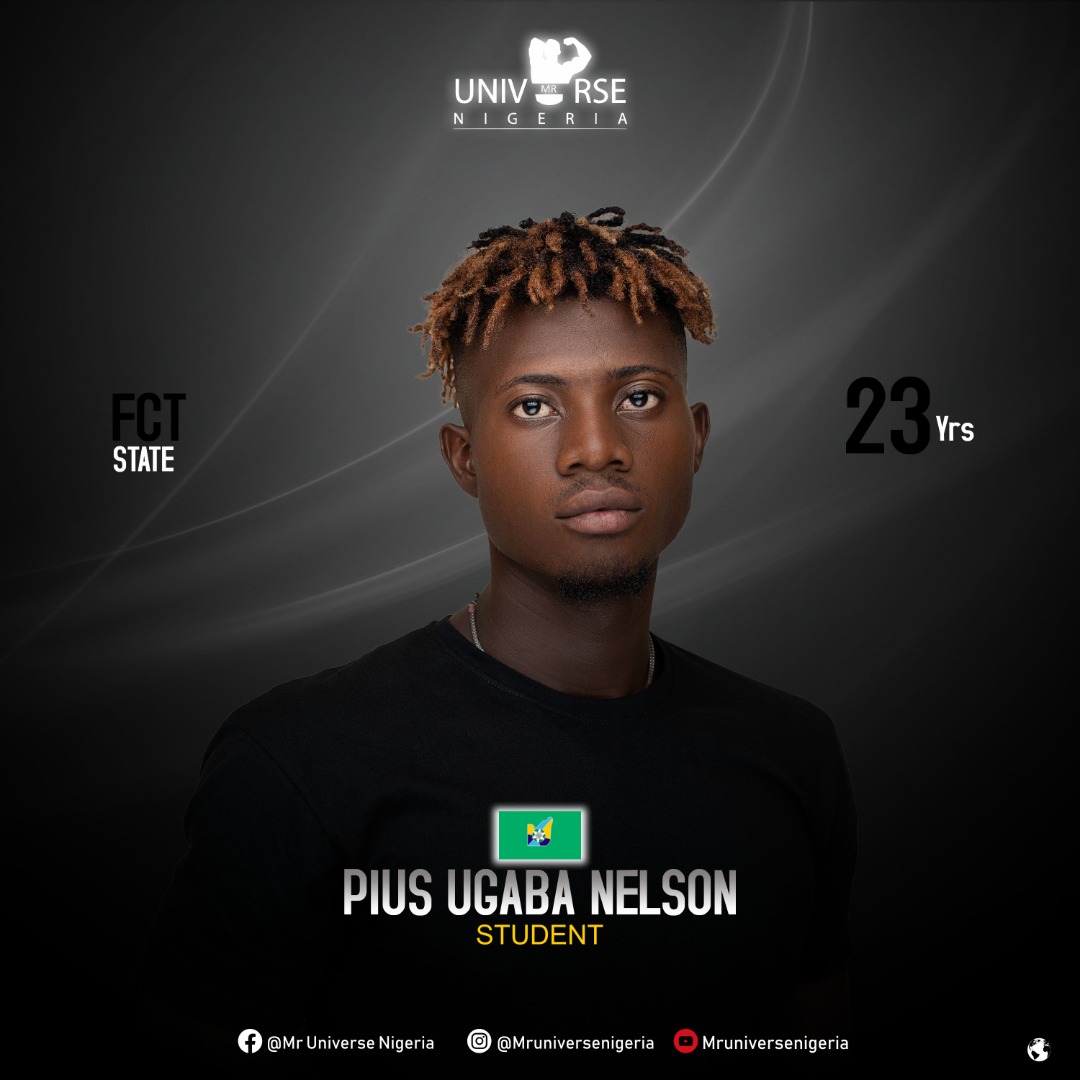 UNIV MR RSE
NIGERIA
FCT
STATE
23 Yrs
PIUS UGABA NELSON
STUDENT
@Mr Universe Nigeria
@Mruniversenigeria
Mruniversenigeria